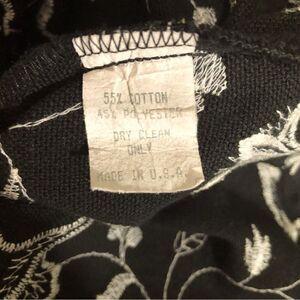 55% COTTON
45% POLYESTER
DRY CLEAN
ONLY
MADE IN U.S.A.